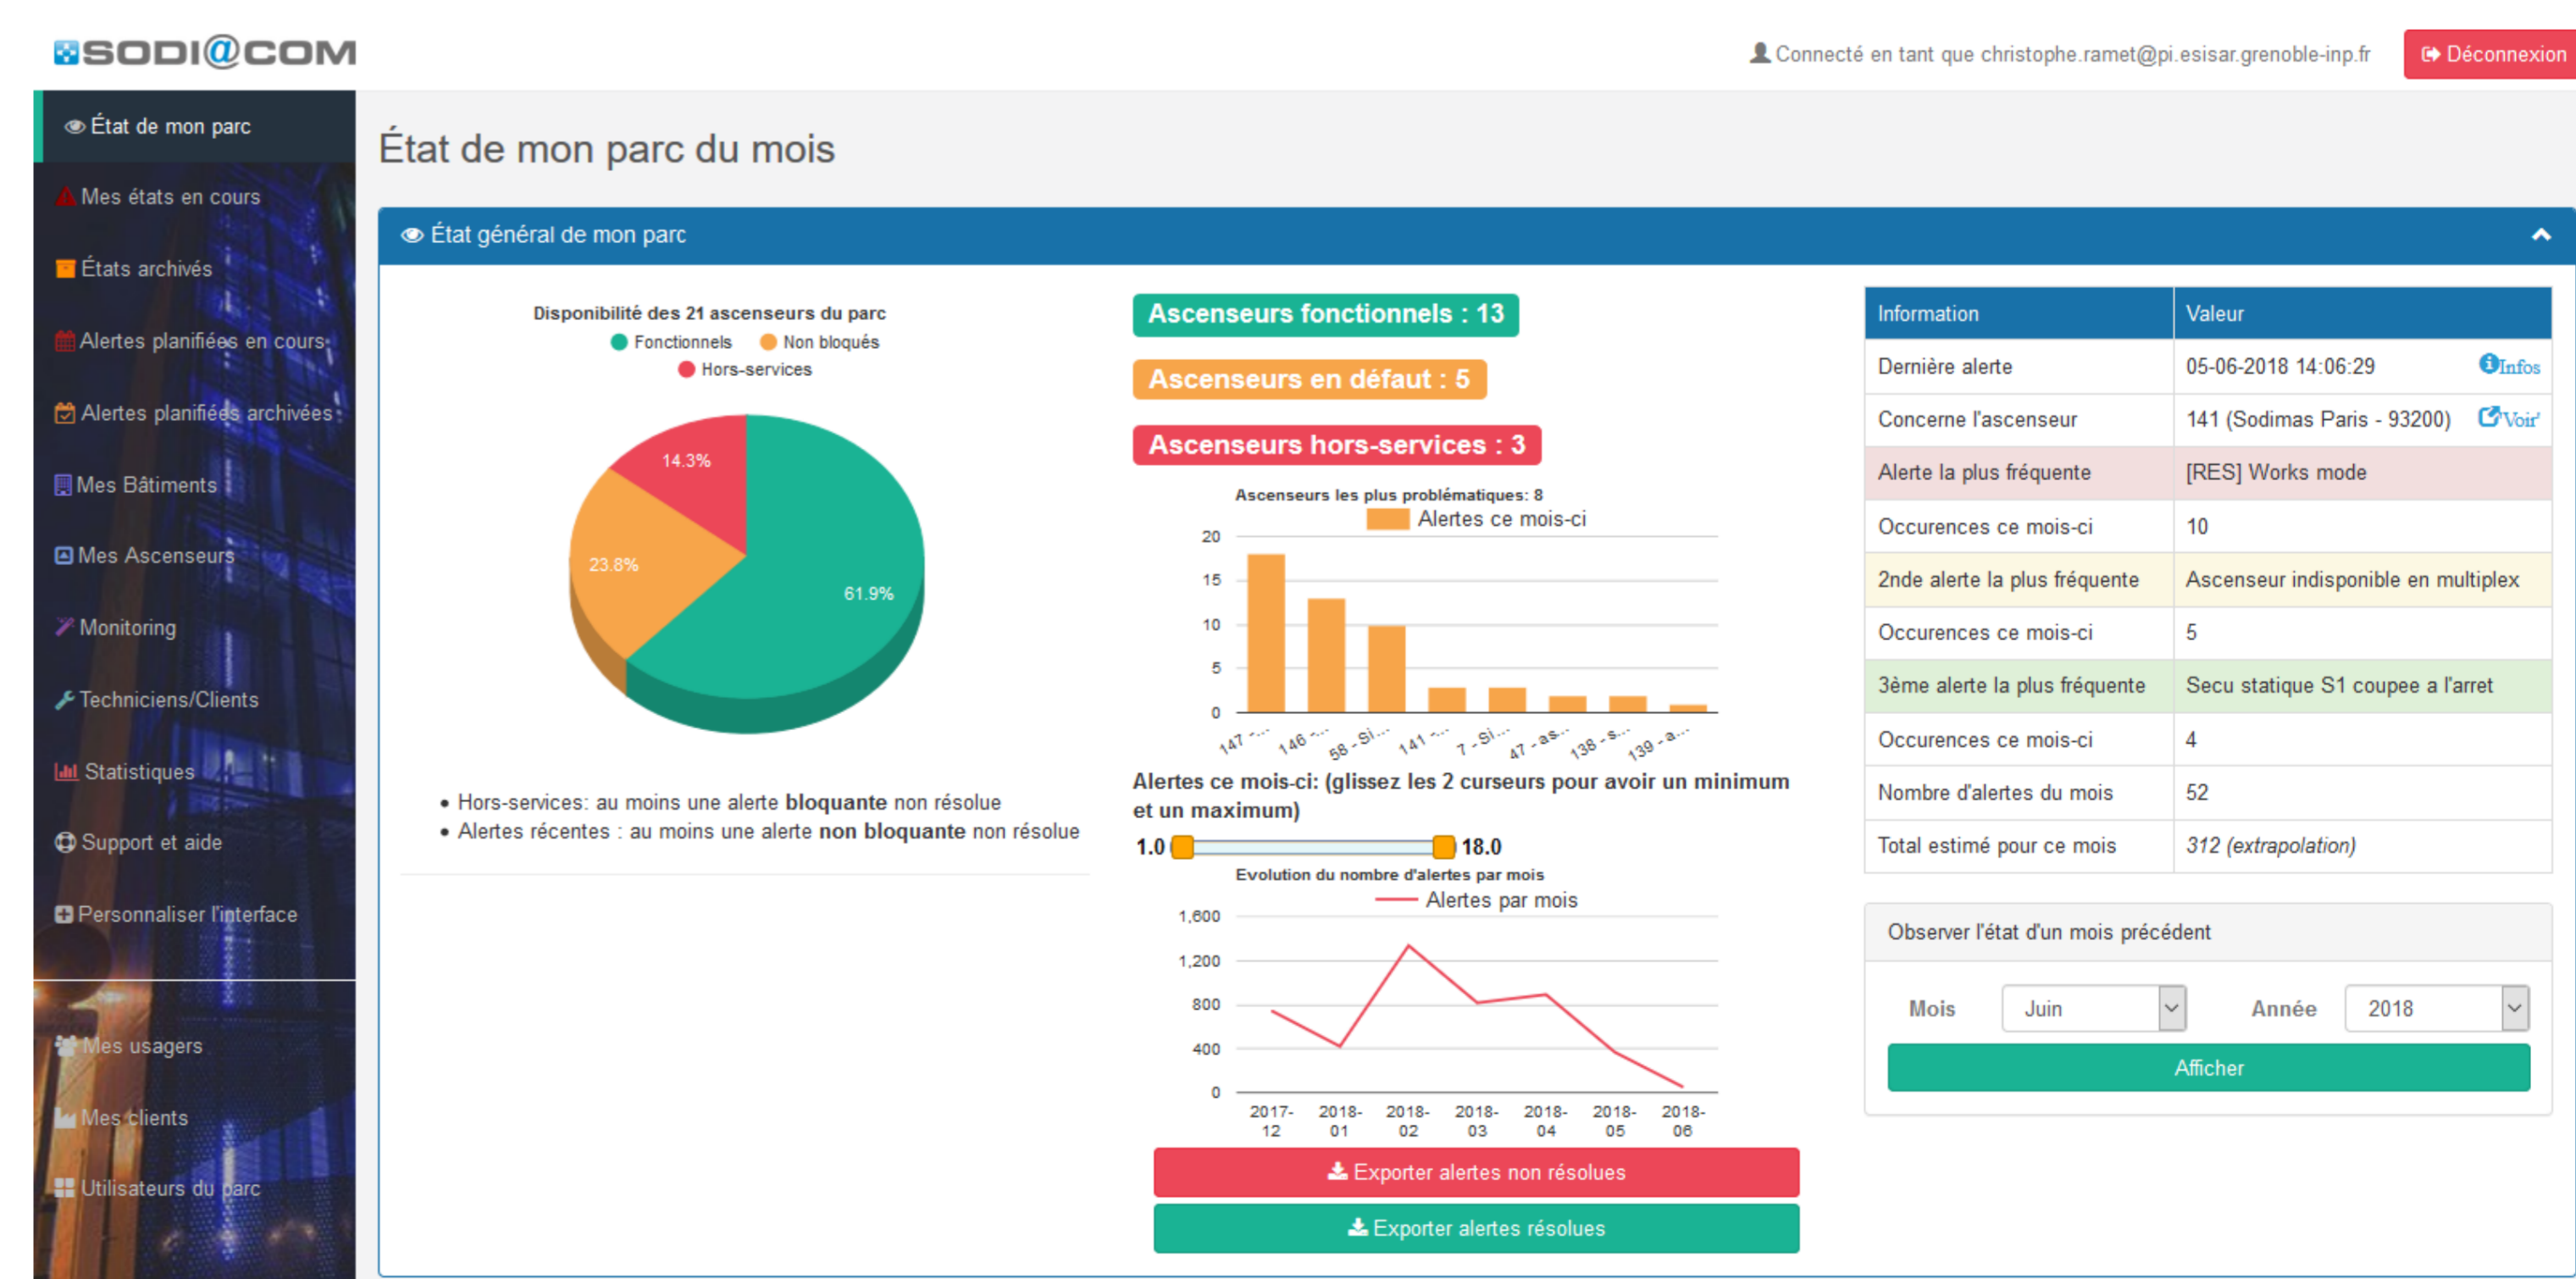 SODI@COM
Connecté en tant que christophe.ramet@pi.esisar.grenoble-inp.fr
Déconnexion
État de mon parc
Mes états en cours
États archivés
Alertes planifiées en cours
Alertes planifiées archivées
Mes Bâtiments
Mes Ascenseurs
Monitoring
Techniciens/Clients
Statistiques
Support et aide
Personnaliser l'interface
Mes usagers
Mes clients
Utilisateurs du parc
État de mon parc du mois
État général de mon parc
Disponibilité des 21 ascenseurs du parc
Fonctionnels Non bloqués
Hors-services
14.3%
23.8%
61.9%
• Hors-services: au moins une alerte bloquante non résolue
• Alertes récentes : au moins une alerte non bloquante non résolue
Ascenseurs fonctionnels : 13
Ascenseurs en défaut : 5
Ascenseurs hors-services : 3
Ascenseurs les plus problématiques: 8
Alertes ce mois-ci
20
15
10
5
0
147 -... 146 -... 58 - Si... 141 -... 7 - Si... 47 - as... 138 - s... 139 - a...
Alertes ce mois-ci: (glissez les 2 curseurs pour avoir un minimum
et un maximum)
1.0 18.0
Evolution du nombre d'alertes par mois
Alertes par mois
1,600
1,200
800
400
0
2017- 2018- 2018- 2018- 2018- 2018- 2018-
12 01 02 03 04 05 06
Exporter alertes non résolues
Exporter alertes résolues
Information Valeur
Dernière alerte 05-06-2018 14:06:29 Infos
Concerne l'ascenseur 141 (Sodimas Paris - 93200) 'Voir'
Alerte la plus fréquente [RES] Works mode
Occurences ce mois-ci 10
2nde alerte la plus fréquente Ascenseur indisponible en multiplex
Occurences ce mois-ci 5
3ème alerte la plus fréquente Secu statique S1 coupee a l'arret
Occurences ce mois-ci 4
Nombre d'alertes du mois 52
Total estimé pour ce mois 312 (extrapolation)
Observer l'état d'un mois précédent
Mois Juin Année 2018
Afficher